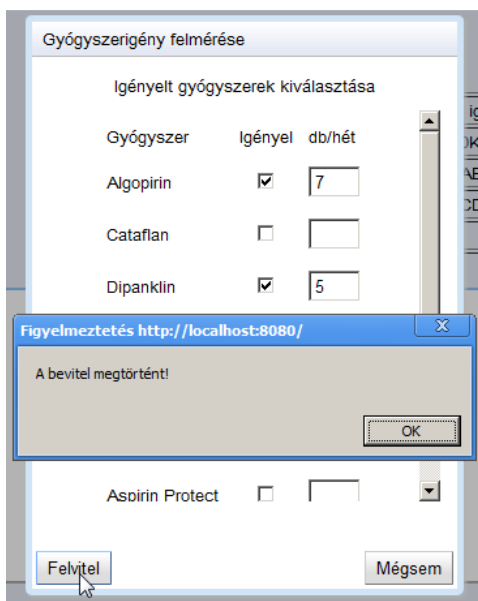 Gyógyszerigény felmérése
Igényelt gyógyszerek kiválasztása
Gyógyszer Igényel db/hét
Algopirin 7
Cataflan
Dipanklin 5
Figyelmeztetés http://localhost:8080/ X
A bevitel megtörtént!
OK
Aspirin Protect
Felvitel Mégsem